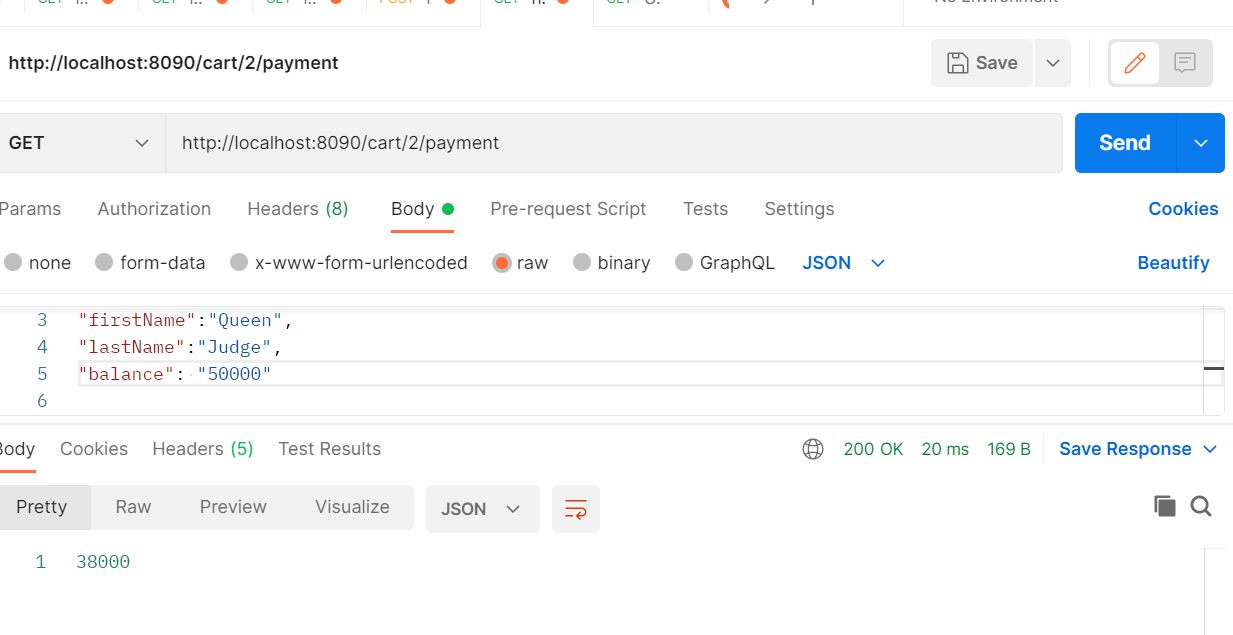 No Environment
http://localhost:8090/cart/2/payment
Save
GET
http://localhost:8090/cart/2/payment
Send
Params Authorization Headers (8) Body Pre-request Script Tests Settings Cookies
none form-data x-www-form-urlencoded raw binary GraphQL JSON Beautify
3 "firstName":"Queen",
4 "lastName":"Judge",
5 "balance": "50000"
6
Body Cookies Headers (5) Test Results 200 OK 20 ms 169 B Save Response
Pretty Raw Preview Visualize JSON
1 38000